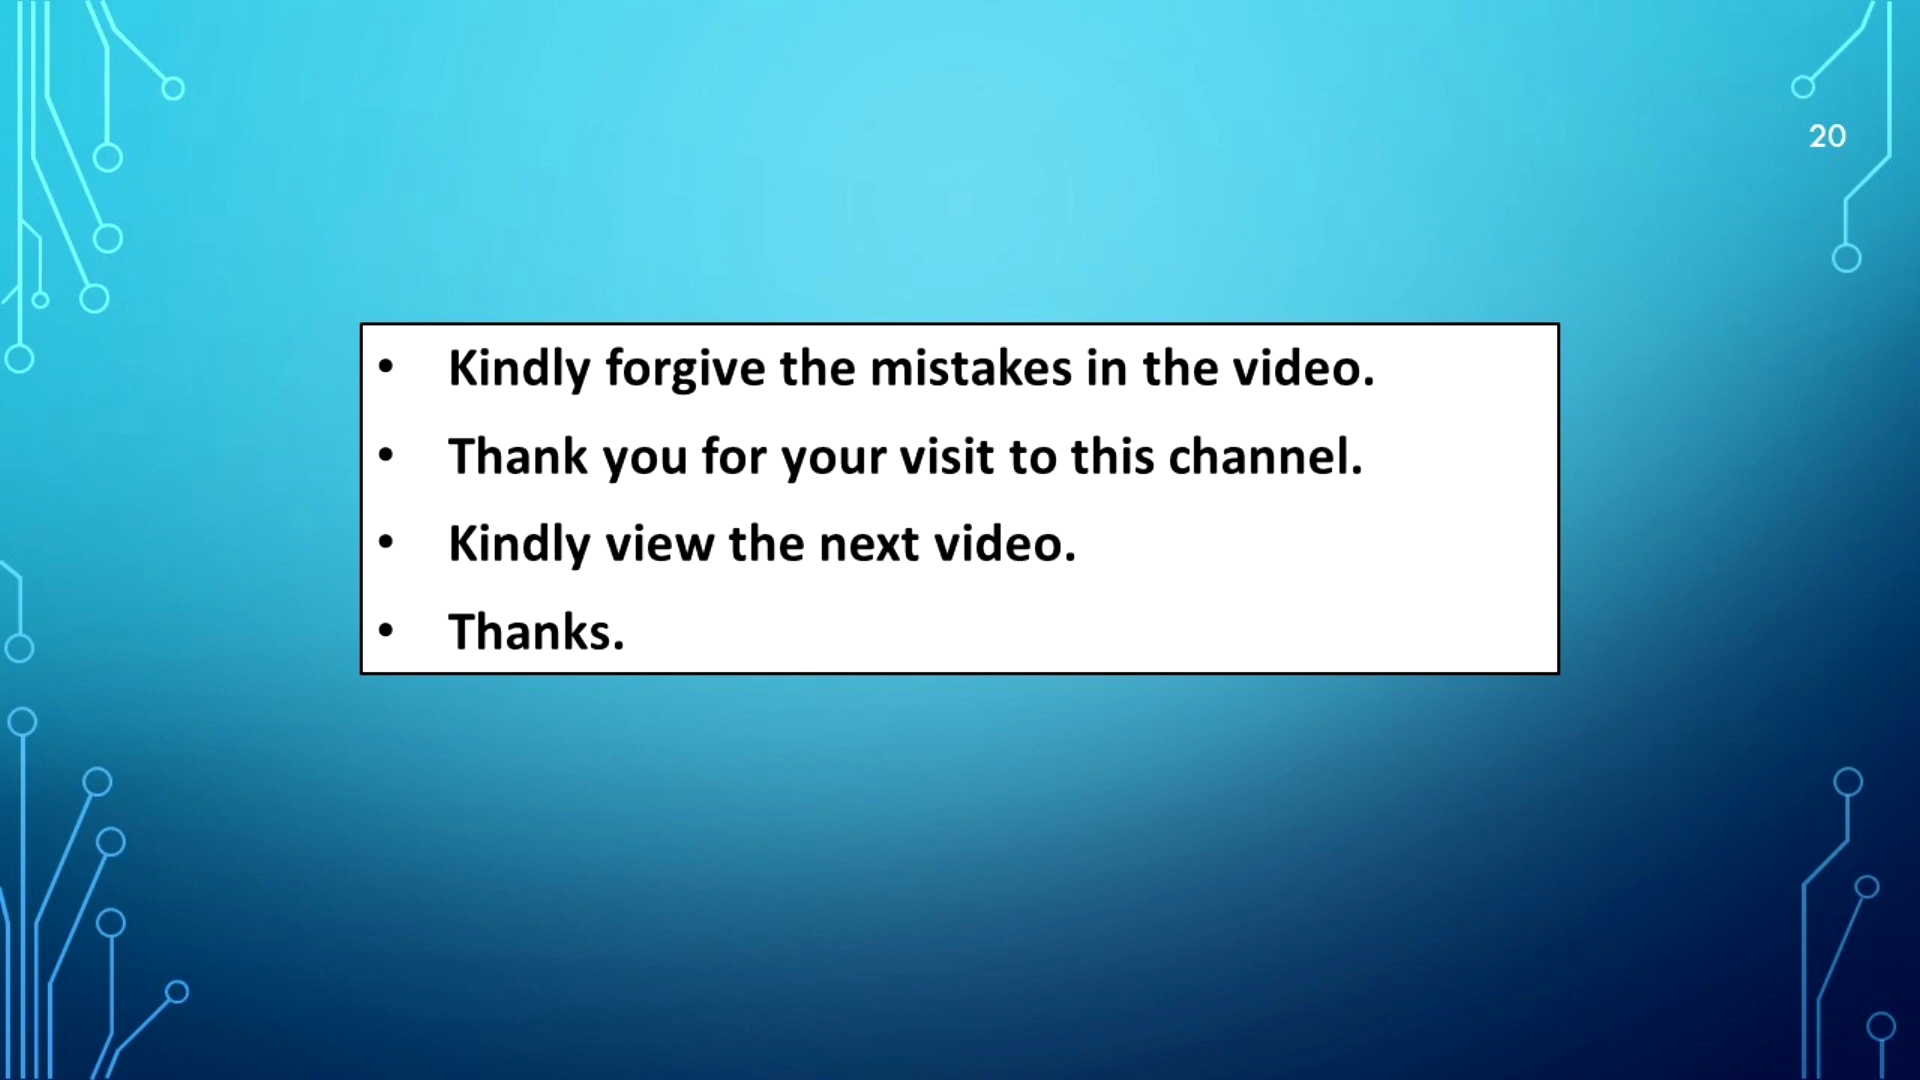 20
• Kindly forgive the mistakes in the video.
• Thank you for your visit to this channel.
• Kindly view the next video.
• Thanks.